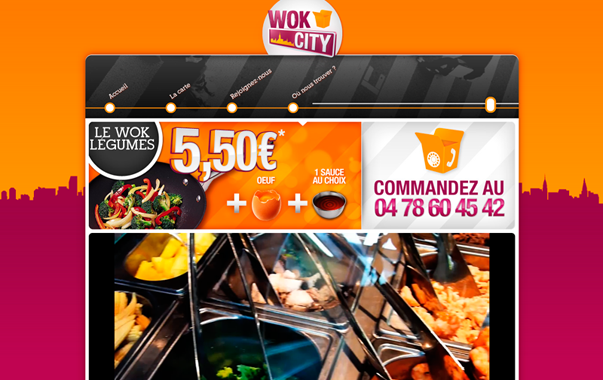 WOK
CITY
Accueil
La carte
Rejoignez-nous
Où nous trouver ?
LE WOK
LÉGUMES
5,50€*
+ OEUF
+ 1 SAUCE
AU CHOIX
COMMANDEZ AU
04 78 60 45 42